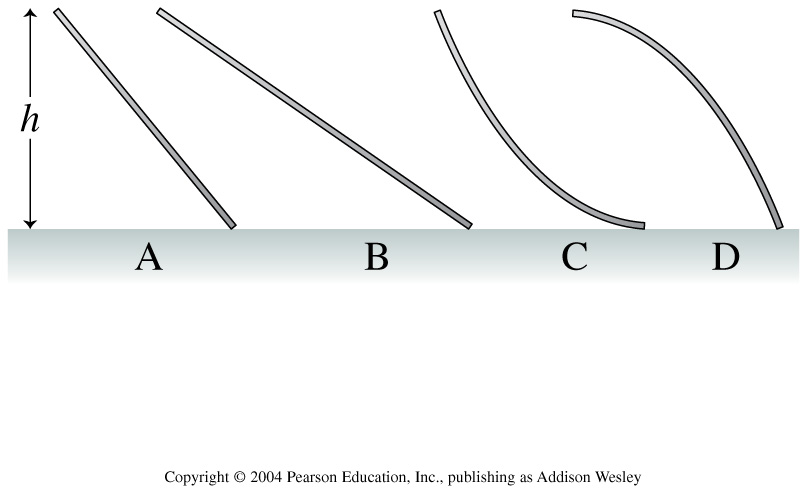 h
A B C D
Copyright © 2004 Pearson Education, Inc., publishing as Addison Wesley